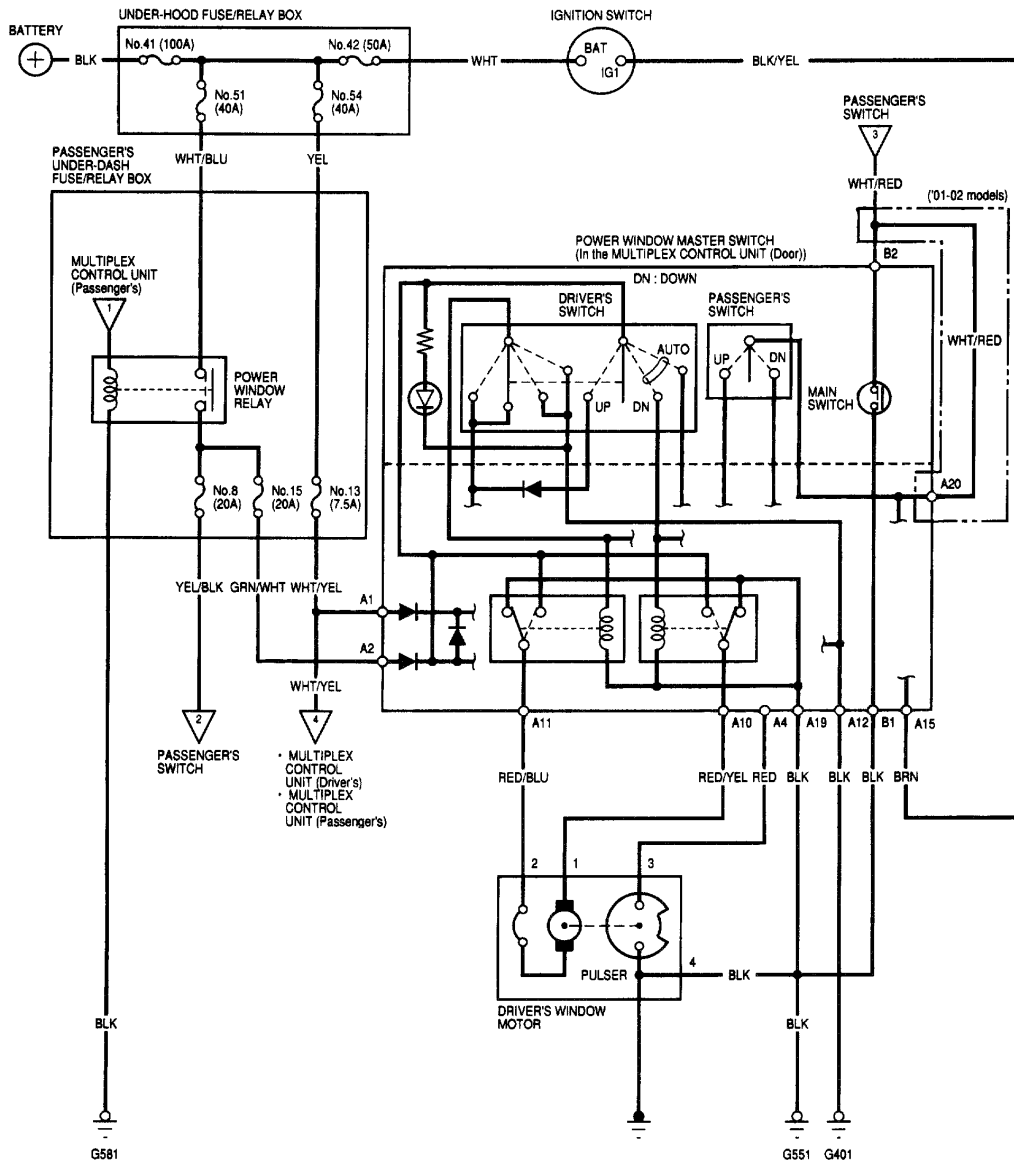 UNDER-HOOD FUSE/RELAY BOX
IGNITION SWITCH
BATTERY
+
BLK
No.41 (100A)
No.42 (50A)
WHT
BAT
IG1
BLK/YEL
No.51
(40A)
No.54
(40A)
PASSENGER'S
SWITCH
3
PASSENGER'S
UNDER-DASH
FUSE/RELAY BOX
WHT/BLU
YEL
WHT/RED
('01-02 models)
POWER WINDOW MASTER SWITCH
(In the MULTIPLEX CONTROL UNIT (Door))
B2
MULTIPLEX
CONTROL UNIT
(Passenger's)
1
DN : DOWN
DRIVER'S
SWITCH
PASSENGER'S
SWITCH
WHT/RED
AUTO
UP
DN
POWER
WINDOW
RELAY
MAIN
SWITCH
UP
DN
No.8
(20A)
No.15
(20A)
No.13
(7.5A)
A20
YEL/BLK
GRN/WHT
WHT/YEL
A1
A2
WHT/YEL
2
4
PASSENGER'S
SWITCH
• MULTIPLEX
CONTROL
UNIT (Driver's)
• MULTIPLEX
CONTROL
UNIT (Passenger's)
A11
A10
A4
A19
A12
B1
A15
RED/BLU
RED/YEL
RED
BLK
BLK
BLK
BRN
2
1
3
PULSER
4
BLK
DRIVER'S WINDOW
MOTOR
BLK
BLK
G581
G551
G401